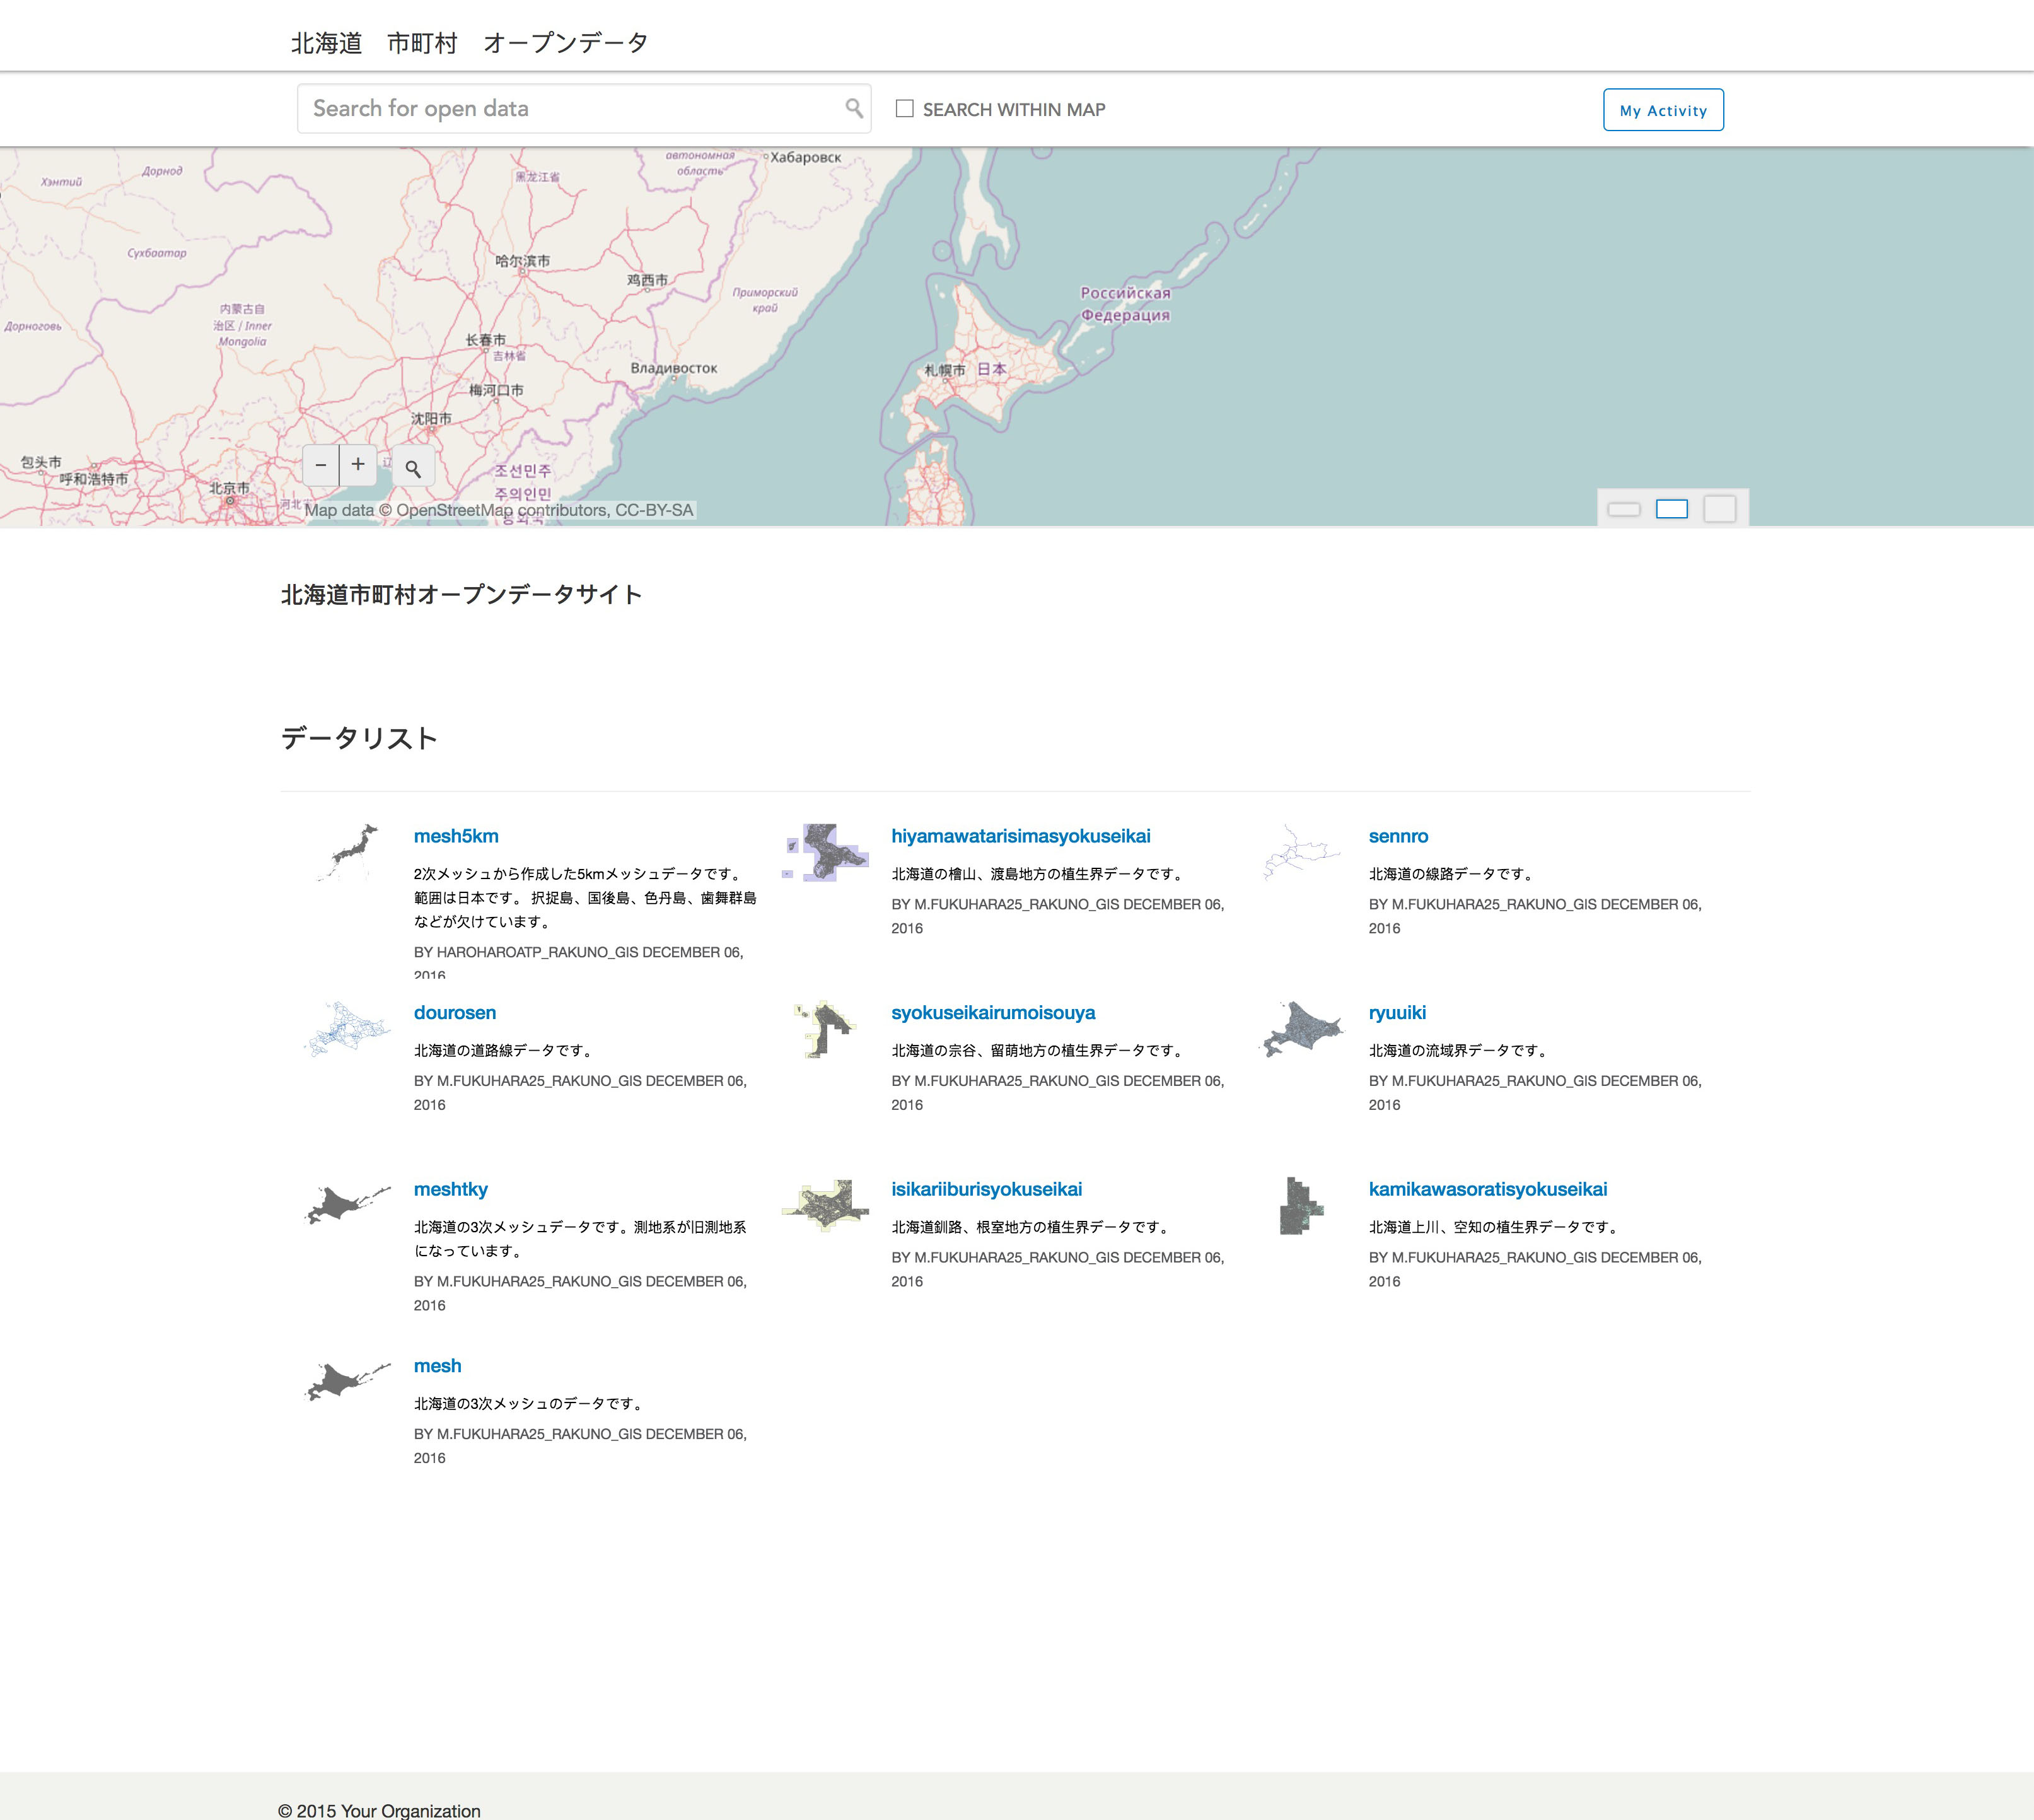 北海道　市町村　オープンデータ
Search for open data
SEARCH WITHIN MAP
My Activity
автономная
область
Хабаровск
Хэнтий
Дорнод
黑龙江省
Сухбаатар
哈尔滨市
鸡西市
Приморский
край
Российская
Федерация
内蒙古自
治区 / Inner
Mongolia
Дорноговь
长春市
吉林省
Владивосток
札幌市
日本
梅河口市
沈阳市
包头市
呼和浩特市
北京市
조선민주
주의인민
Map data © OpenStreetMap contributors, CC-BY-SA
北海道市町村オープンデータサイト
データリスト
mesh5km
2次メッシュから作成した5kmメッシュデータです。
範囲は日本です。 択捉島、国後島、色丹島、歯舞群島
などが欠けています。
BY HAROHAROATP_RAKUNO_GIS DECEMBER 06,
2016
hiyamawatarisimasyokuseikai
北海道の檜山、渡島地方の植生界データです。
BY M.FUKUHARA25_RAKUNO_GIS DECEMBER 06,
2016
sennro
北海道の線路データです。
BY M.FUKUHARA25_RAKUNO_GIS DECEMBER 06,
2016
dourosen
北海道の道路線データです。
BY M.FUKUHARA25_RAKUNO_GIS DECEMBER 06,
2016
syokuseikairumoisouya
北海道の宗谷、留萌地方の植生界データです。
BY M.FUKUHARA25_RAKUNO_GIS DECEMBER 06,
2016
ryuuiki
北海道の流域界データです。
BY M.FUKUHARA25_RAKUNO_GIS DECEMBER 06,
2016
meshtky
北海道の3次メッシュデータです。測地系が旧測地系
になっています。
BY M.FUKUHARA25_RAKUNO_GIS DECEMBER 06,
2016
isikariiburisyokuseikai
北海道釧路、根室地方の植生界データです。
BY M.FUKUHARA25_RAKUNO_GIS DECEMBER 06,
2016
kamikawasoratisyokuseikai
北海道上川、空知の植生界データです。
BY M.FUKUHARA25_RAKUNO_GIS DECEMBER 06,
2016
mesh
北海道の3次メッシュのデータです。
BY M.FUKUHARA25_RAKUNO_GIS DECEMBER 06,
2016
© 2015 Your Organization